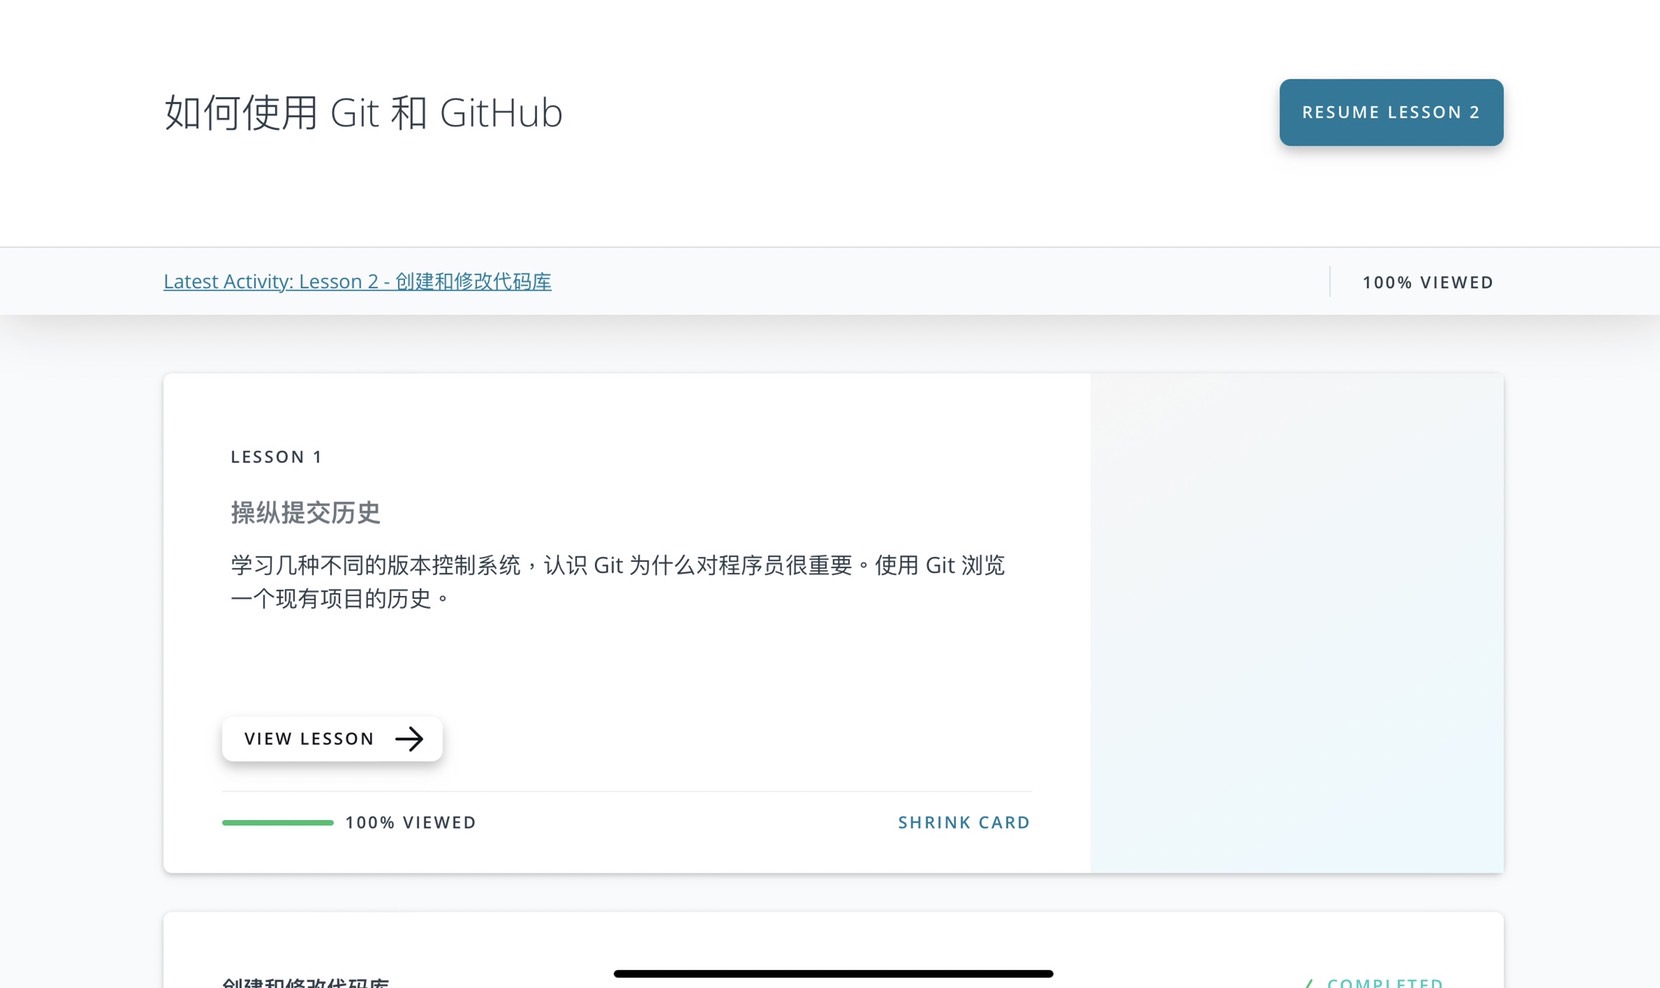 如何使用 Git 和 GitHub
RESUME LESSON 2
Latest Activity: Lesson 2 - 创建和修改代码库
100% VIEWED
LESSON 1
操纵提交历史
学习几种不同的版本控制系统，认识 Git 为什么对程序员很重要。使用 Git 浏览
一个现有项目的历史。
VIEW LESSON
100% VIEWED
SHRINK CARD
创建和修改代码库
COMPLETED